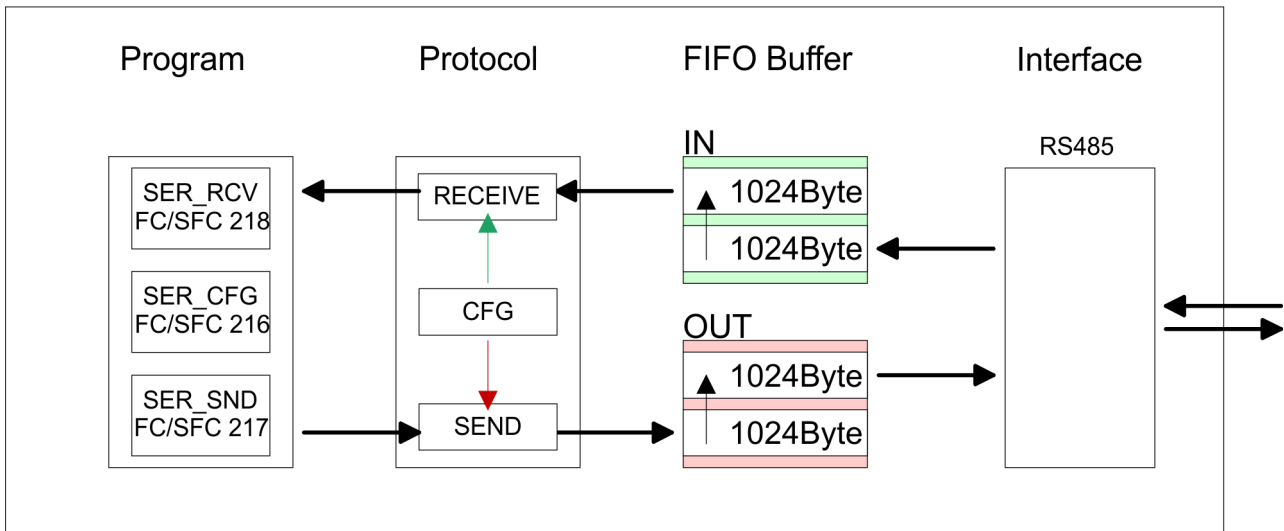 Program
Protocol
FIFO Buffer
Interface
SER_RCV
FC/SFC 218
SER_CFG
FC/SFC 216
SER_SND
FC/SFC 217
RECEIVE
CFG
SEND
IN
1024Byte
1024Byte
OUT
1024Byte
1024Byte
RS485